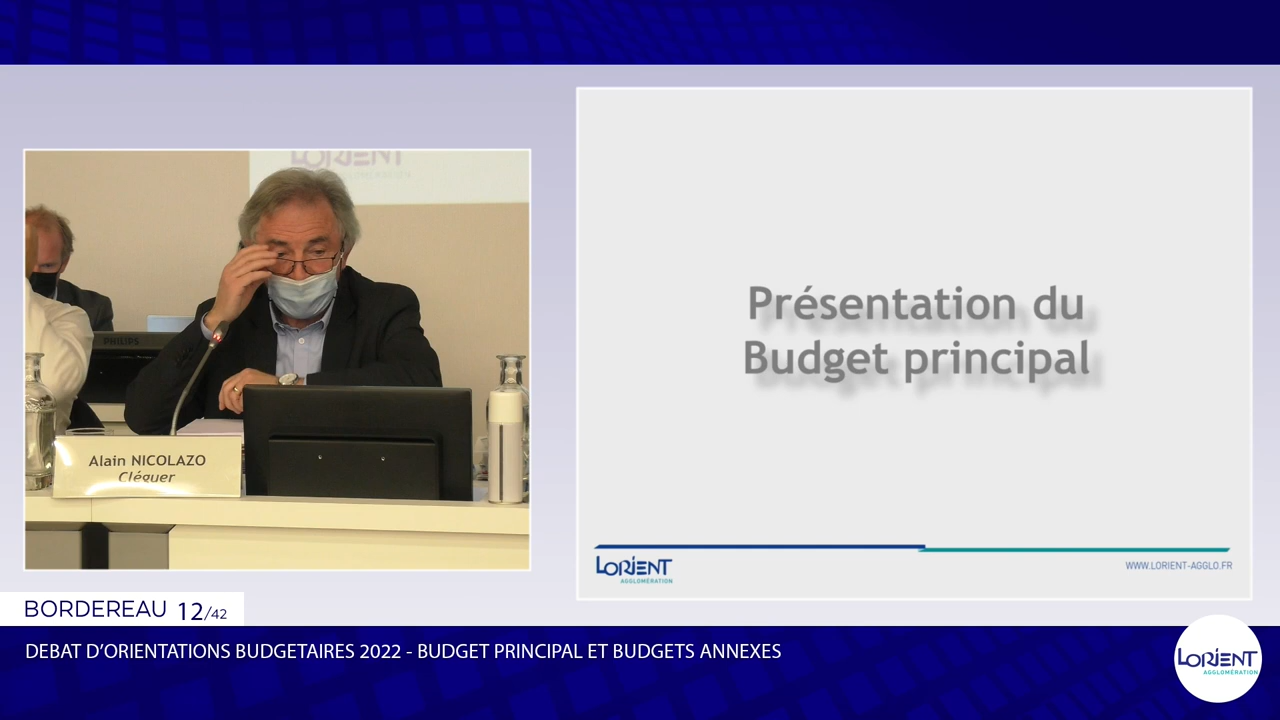 LORIENT
PHILIPS
Alain NICOLAZO
Cléguer
Présentation du
Budget principal
LORIENT
AGGLOMÉRATION
WWW.LORIENT-AGGLO.FR
BORDEREAU 12/42
DEBAT D'ORIENTATIONS BUDGETAIRES 2022 - BUDGET PRINCIPAL ET BUDGETS ANNEXES
LORIENT
AGGLOMÉRATION